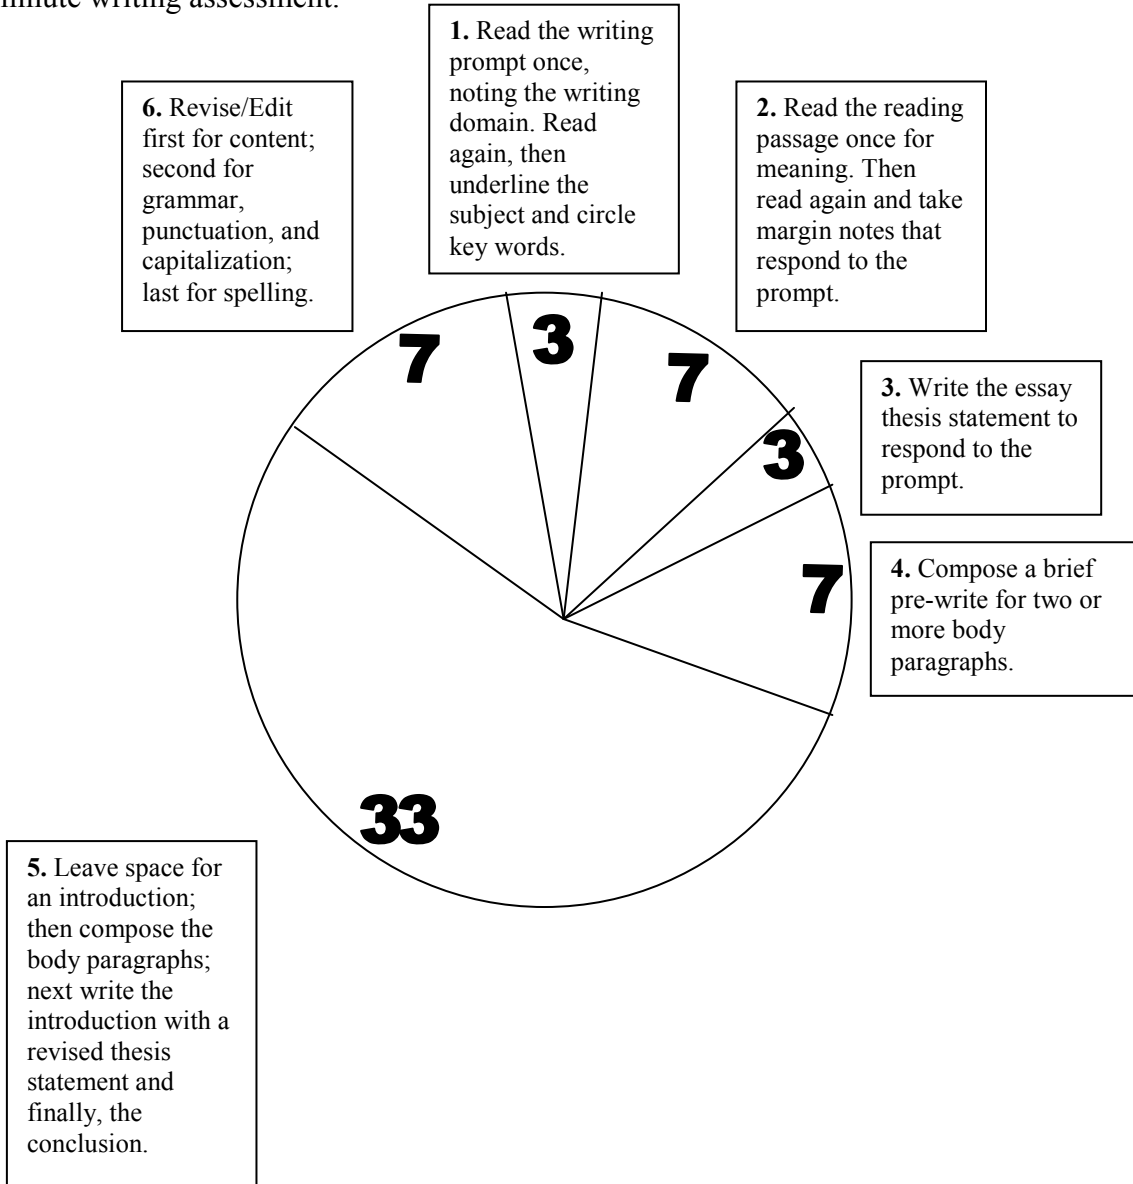 minute writing assessment.
1. Read the writing
prompt once,
noting the writing
domain. Read
again, then
underline the
subject and circle
key words.
6. Revise/Edit
first for content;
second for
grammar,
punctuation, and
capitalization;
last for spelling.
2. Read the reading
passage once for
meaning. Then
read again and take
margin notes that
respond to the
prompt.
3
7
7
3. Write the essay
thesis statement to
respond to the
prompt.
3
4. Compose a brief
pre-write for two or
more body
paragraphs.
7
33
5. Leave space for
an introduction;
then compose the
body paragraphs;
next write the
introduction with a
revised thesis
statement and
finally, the
conclusion.